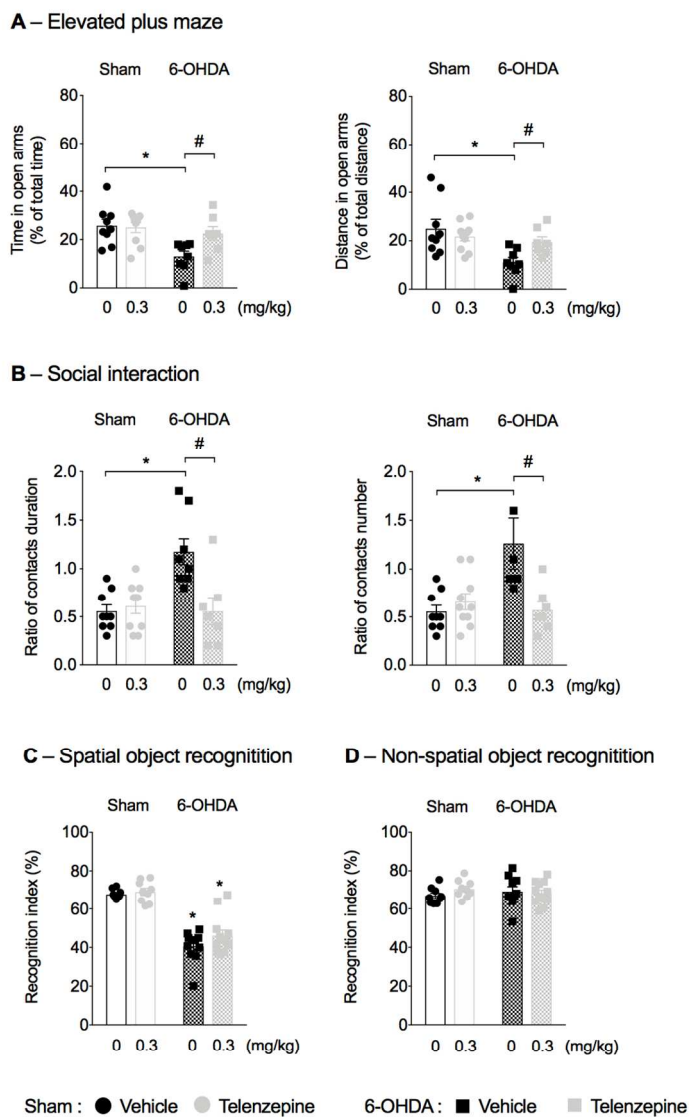 A – Elevated plus maze
Sham 6-OHDA
Time in open arms
(% of total time)
80
60
40
20
0
*
#
0 0.3 0 0.3 (mg/kg)
Sham 6-OHDA
Distance in open arms
(% of total distance)
80
60
40
20
0
*
#
0 0.3 0 0.3 (mg/kg)
B – Social interaction
Sham 6-OHDA
Ratio of contacts duration
2.0
1.5
1.0
0.5
0.0
*
#
0 0.3 0 0.3 (mg/kg)
Sham 6-OHDA
Ratio of contacts number
2.0
1.5
1.0
0.5
0.0
*
#
0 0.3 0 0.3 (mg/kg)
C – Spatial object recognitition
Sham 6-OHDA
Recognition index (%)
100
80
60
40
20
0
*
*
0 0.3 0 0.3 (mg/kg)
D – Non-spatial object recognitition
Sham 6-OHDA
Recognition index (%)
100
80
60
40
20
0
0 0.3 0 0.3 (mg/kg)
Sham : Vehicle Telenzepine 6-OHDA : Vehicle Telenzepine